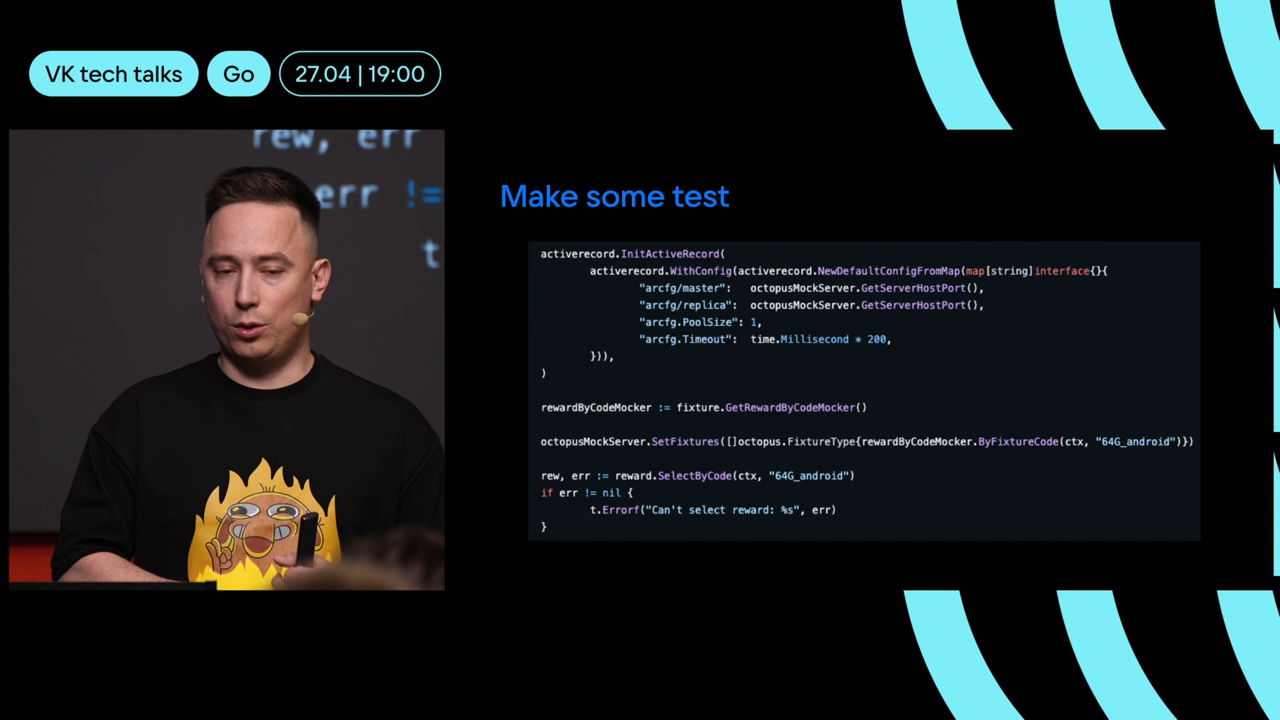 VK tech talks
Go
27.04 | 19:00
rew, err
err !=
t
Make some test
activerecord.InitActiveRecord(
activerecord.WithConfig(activerecord.NewDefaultConfigFromMap(map[string]interface{}{
"arcfg/master": octopusMockServer.GetServerHostPort(),
"arcfg/replica": octopusMockServer.GetServerHostPort(),
"arcfg.PoolSize": 1,
"arcfg.Timeout": time.Millisecond * 200,
})),
)
rewardByCodeMocker := fixture.GetRewardByCodeMocker()
octopusMockServer.SetFixtures([]octopus.FixtureType{rewardByCodeMocker.ByFixtureCode(ctx, "64G_android")})
rew, err := reward.SelectByCode(ctx, "64G_android")
if err != nil {
t.Errorf("Can't select reward: %s", err)
}